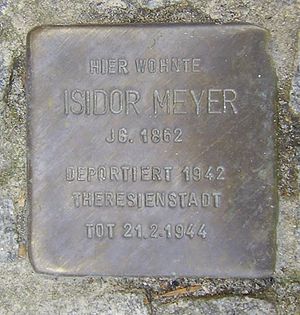 HIER WOHNTE
ISIDOR MEYER
JG. 1862
DEPORTIERT 1942
THERESIENSTADT
TOT 21.2.1944